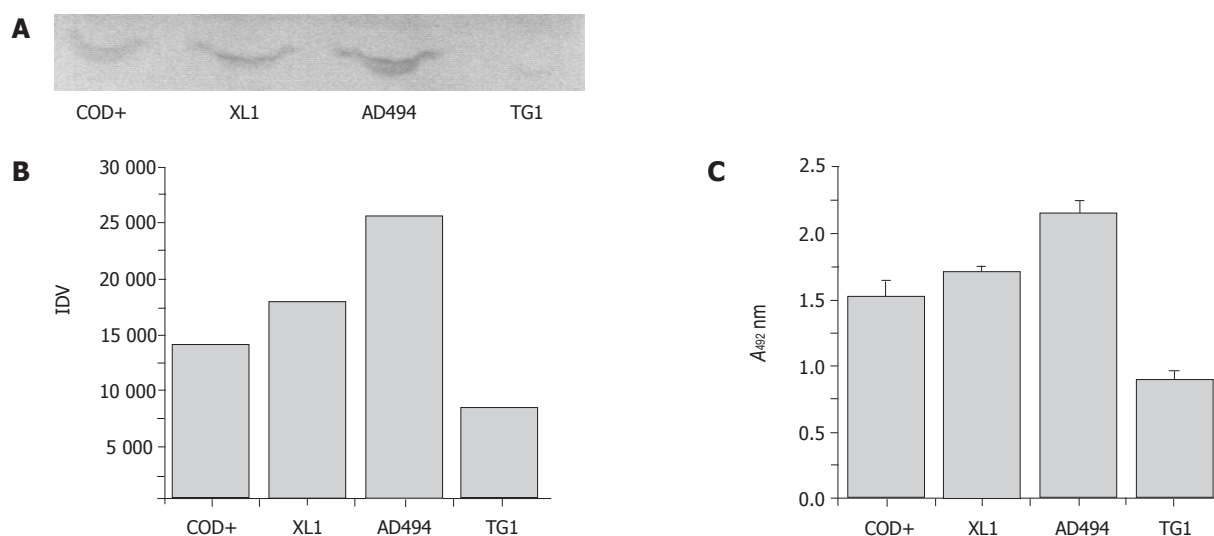 A
COD+ XL1 AD494 TG1
B
30 000
25 000
20 000
15 000
10 000
5 000
IDV
COD+ XL1 AD494 TG1
C
2.5
2.0
1.5
1.0
0.5
0.0
A492 nm
COD+ XL1 AD494 TG1